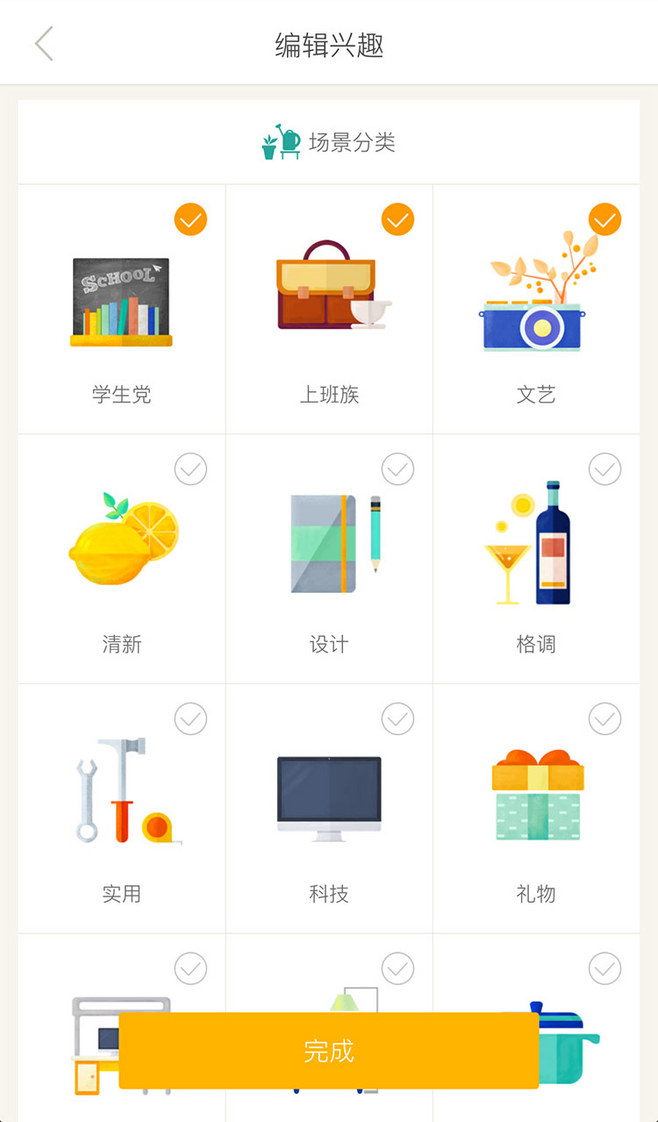 编辑兴趣
场景分类
SCHOOL
学生党
上班族
文艺
清新
设计
格调
实用
科技
礼物
完成